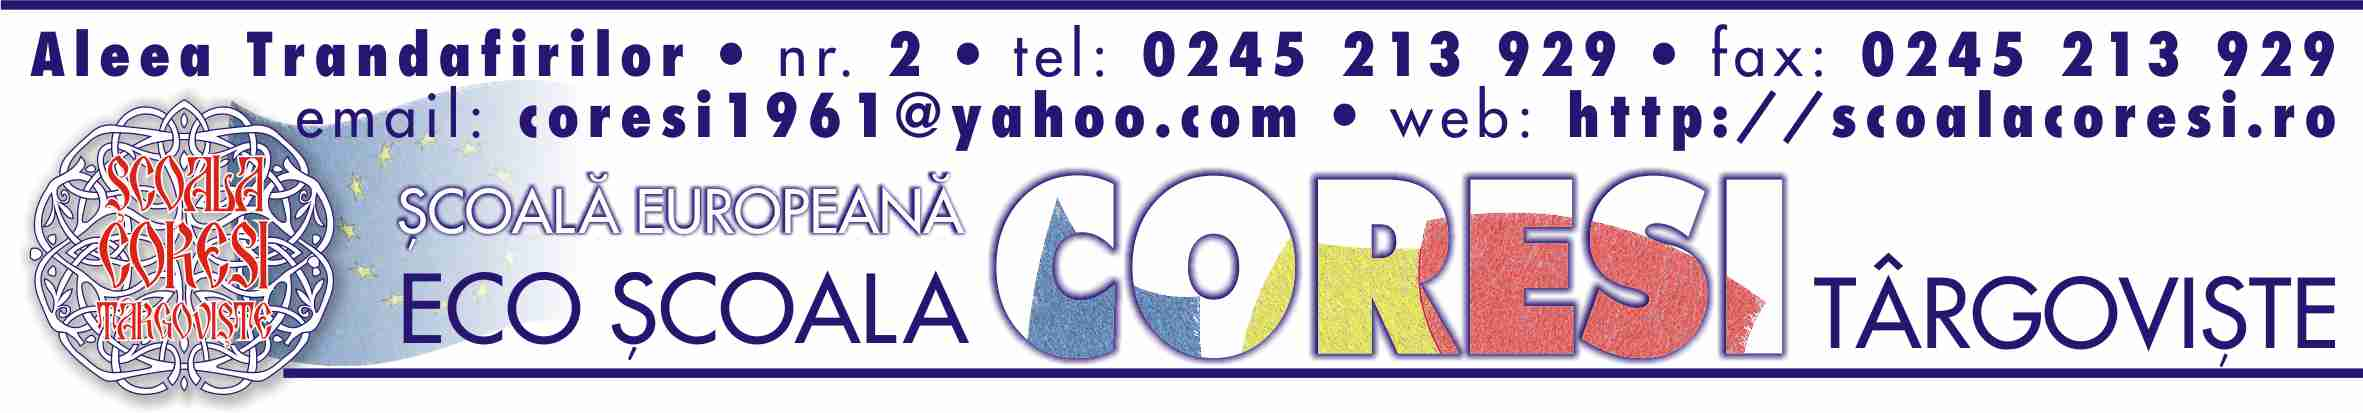 Aleea Trandafirilor • nr. 2 • tel: 0245 213 929 • fax: 0245 213 929
email: coresi1961@yahoo.com • web: http://scoalacoresi.ro
ȘCOALA
CORESI
TÂRGOVIȘTE
ȘCOALĂ EUROPEANĂ
ECO ȘCOALA CORESI TÂRGOVIȘTE